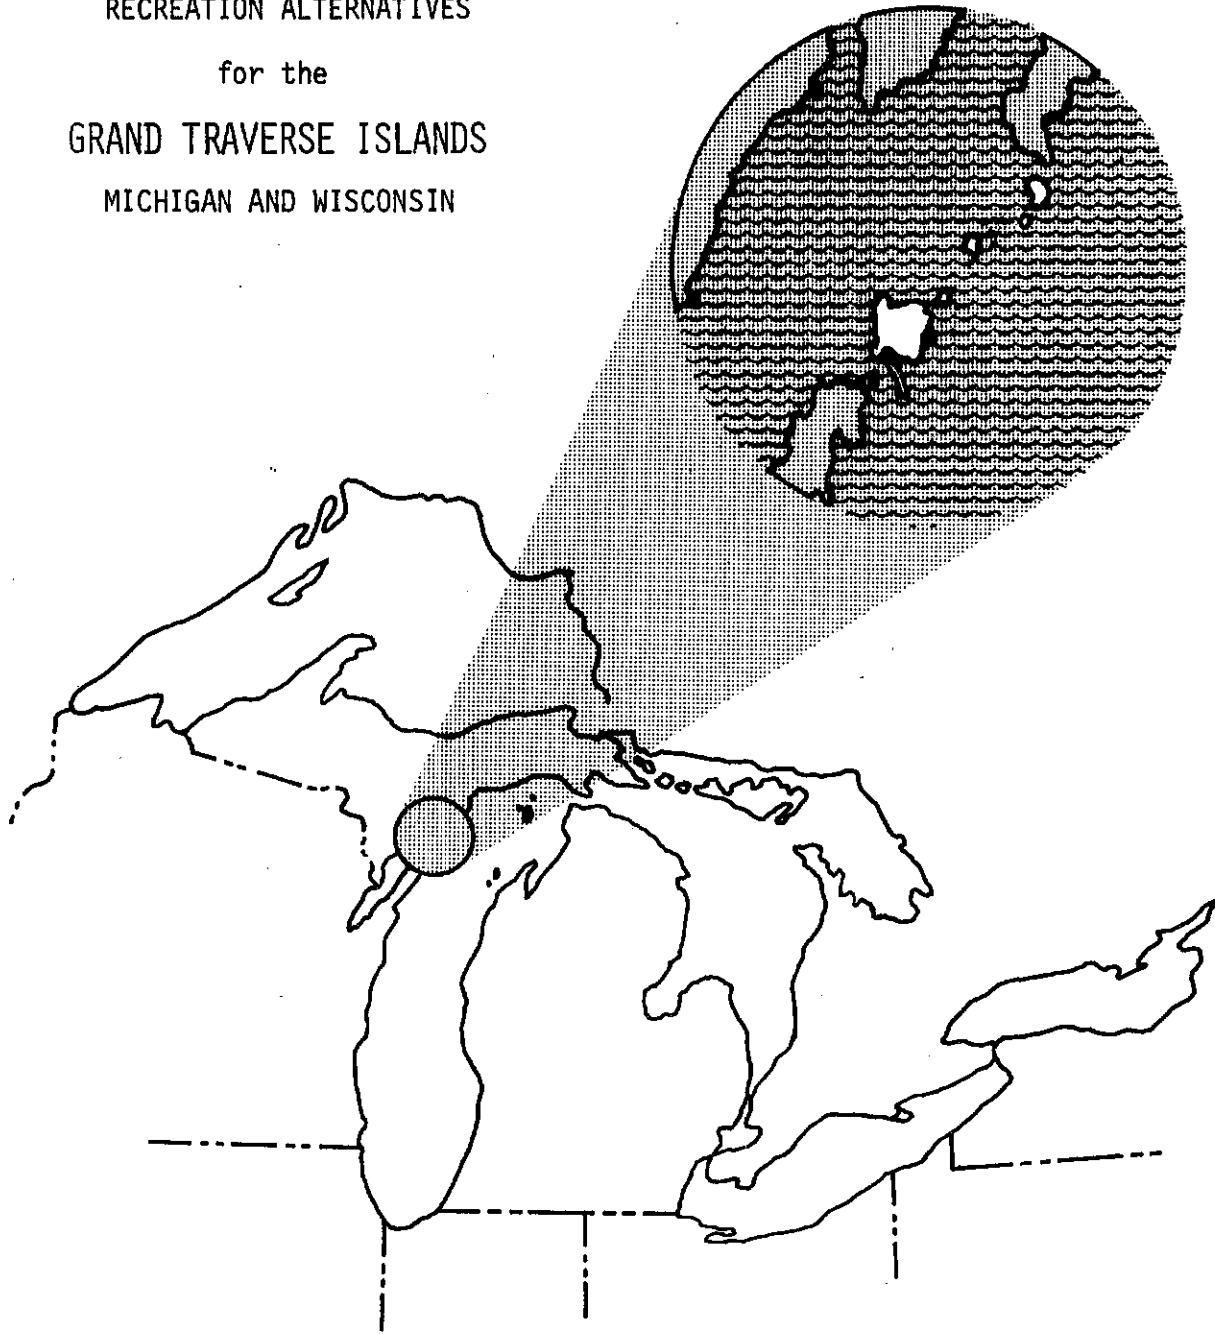 RECREATION ALTERNATIVES
for the
GRAND TRAVERSE ISLANDS
MICHIGAN AND WISCONSIN